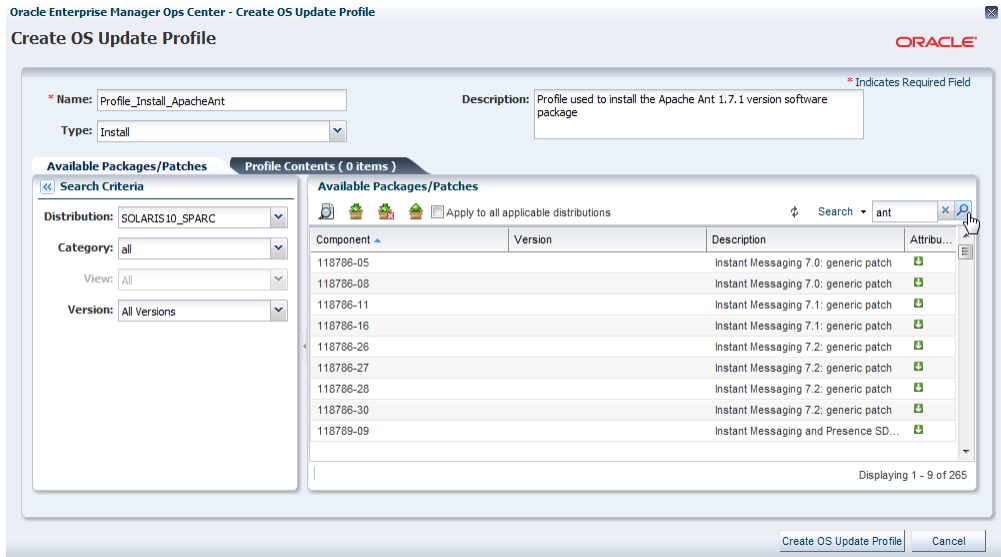 Oracle Enterprise Manager Ops Center - Create OS Update Profile
Create OS Update Profile
ORACLE
* Indicates Required Field
* Name: Profile_Install_ApacheAnt
Description: Profile used to install the Apache Ant 1.7.1 version software
package
Type: Install
Available Packages/Patches Profile Contents ( 0 items )
Search Criteria
Distribution: SOLARIS10_SPARC
Category: all
View: All
Version: All Versions
Available Packages/Patches
Apply to all applicable distributions Search ant
Component Version Description Attribu...
118786-05 Instant Messaging 7.0: generic patch
118786-08 Instant Messaging 7.0: generic patch
118786-11 Instant Messaging 7.1: generic patch
118786-16 Instant Messaging 7.1: generic patch
118786-26 Instant Messaging 7.2: generic patch
118786-27 Instant Messaging 7.2: generic patch
118786-28 Instant Messaging 7.2: generic patch
118786-30 Instant Messaging 7.2: generic patch
118789-09 Instant Messaging and Presence SD...
Displaying 1 - 9 of 265
Create OS Update Profile Cancel